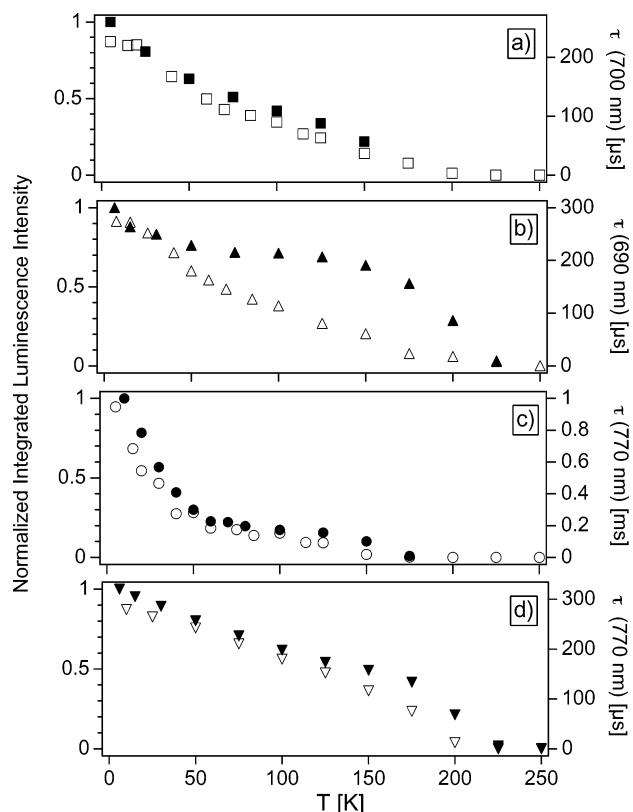 Normalized Integrated Luminescence Intensity
a)
1
0.5
0
200
100
0
τ (700 nm) [µs]
b)
1
0.5
0
300
200
100
0
τ (690 nm) [µs]
c)
1
0.5
0
1
0.8
0.6
0.4
0.2
0
τ (770 nm) [ms]
d)
1
0.5
0
300
200
100
0
τ (770 nm) [µs]
0 50 100 150 200 250
T [K]